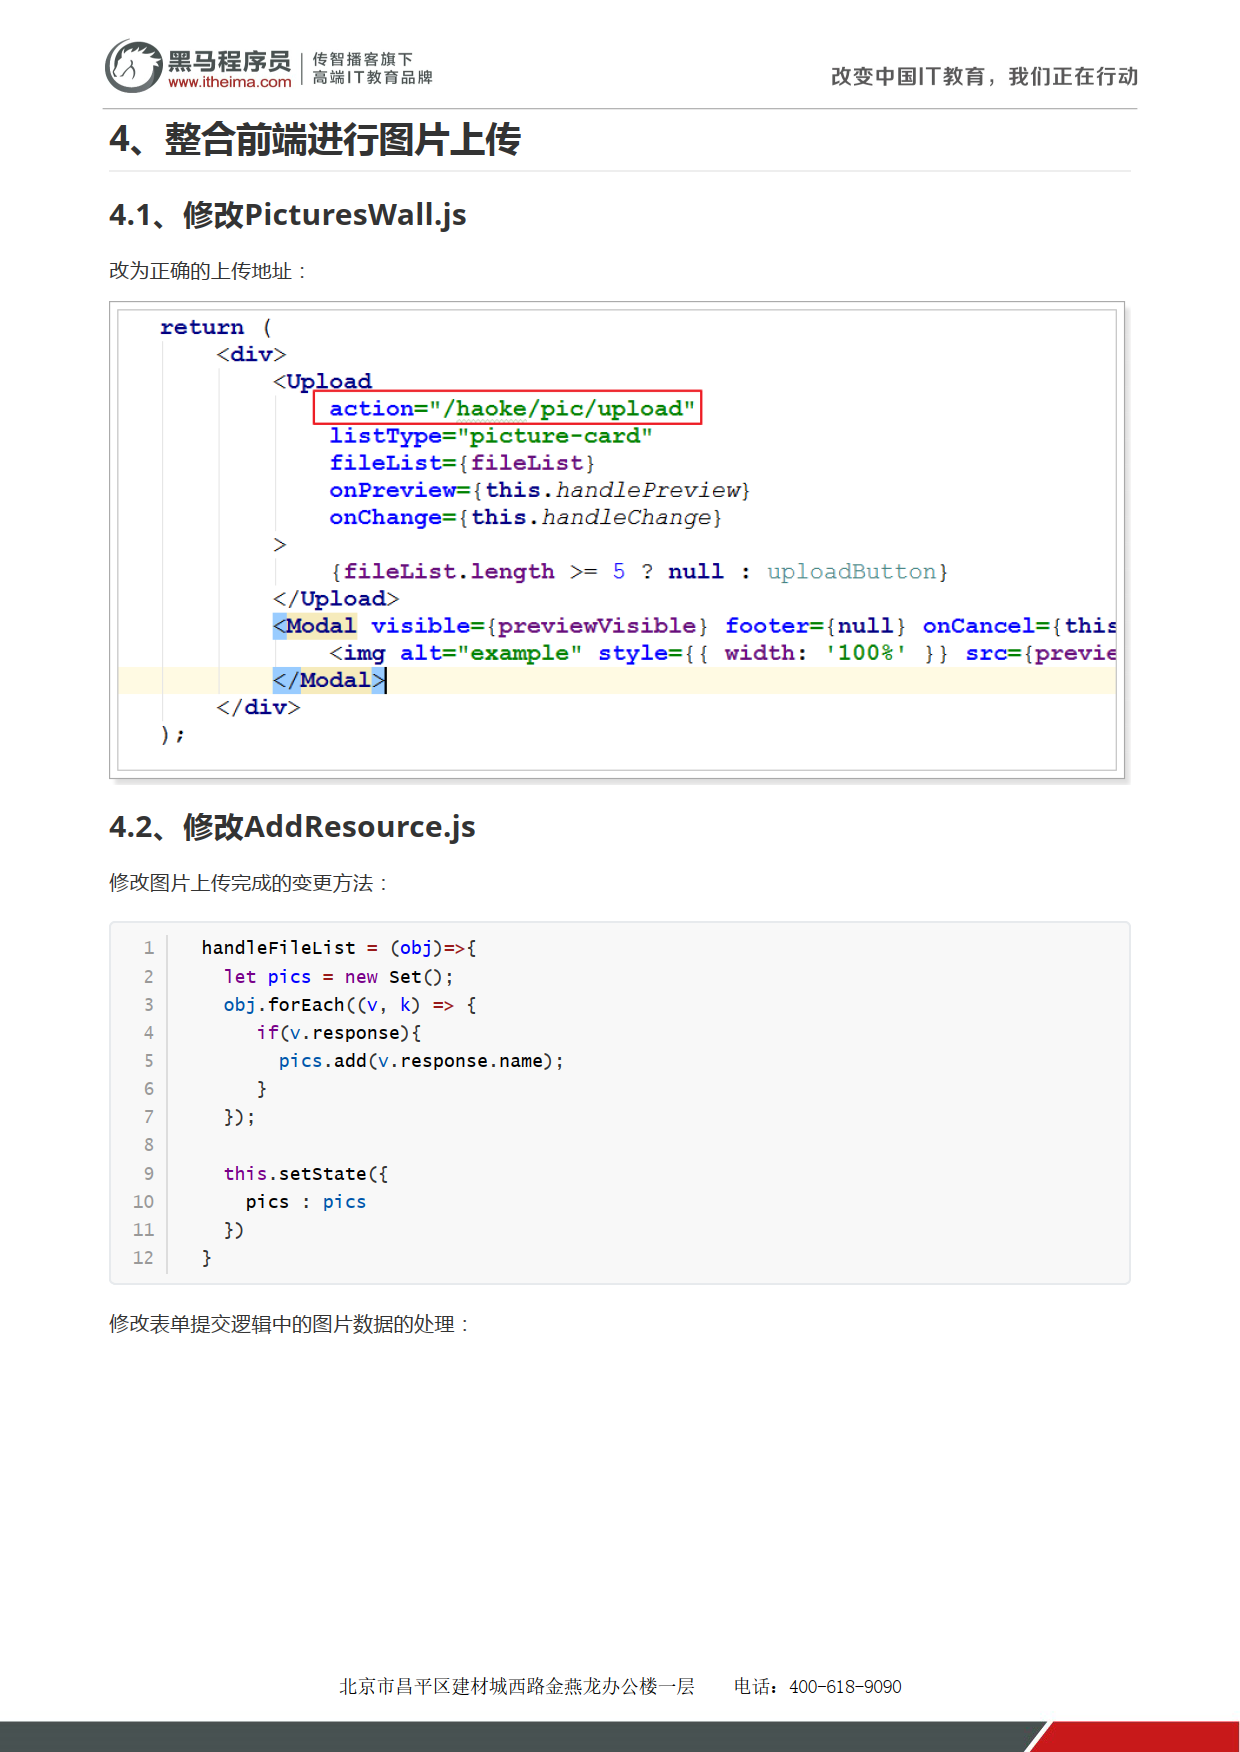 黑马程序员
www.itheima.com
传智播客旗下
高端IT教育品牌
改变中国IT教育，我们正在行动
4、整合前端进行图片上传
4.1、修改PicturesWall.js
改为正确的上传地址：
return (
<div>
<Upload
action="/haoke/pic/upload"
listType="picture-card"
fileList={fileList}
onPreview={this.handlePreview}
onChange={this.handleChange}
>
{fileList.length >= 5 ? null : uploadButton}
</Upload>
<Modal visible={previewVisible} footer={null} onCancel={this
<img alt="example" style={{ width: '100%' }} src={previe
</Modal>
</div>
);
4.2、修改AddResource.js
修改图片上传完成的变更方法：
1 handleFileList = (obj)=>{
2 let pics = new Set();
3 obj.forEach((v, k) => {
4 if(v.response){
5 pics.add(v.response.name);
6 }
7 });
8
9 this.setState({
10 pics : pics
11 })
12 }
修改表单提交逻辑中的图片数据的处理：
北京市昌平区建材城西路金燕龙办公楼一层 电话：400-618-9090